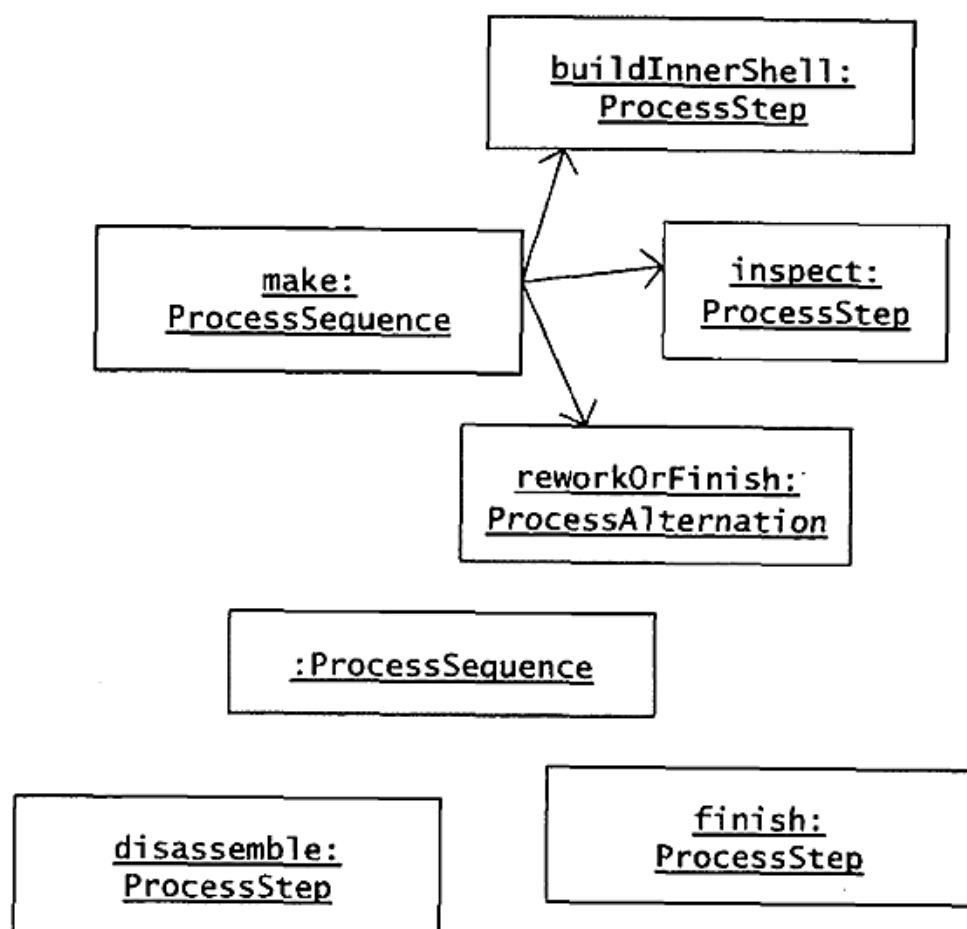 buildInnerShell:
ProcessStep
make:
ProcessSequence
inspect:
ProcessStep
reworkOrFinish:
ProcessAlternation
:ProcessSequence
disassemble:
ProcessStep
finish:
ProcessStep